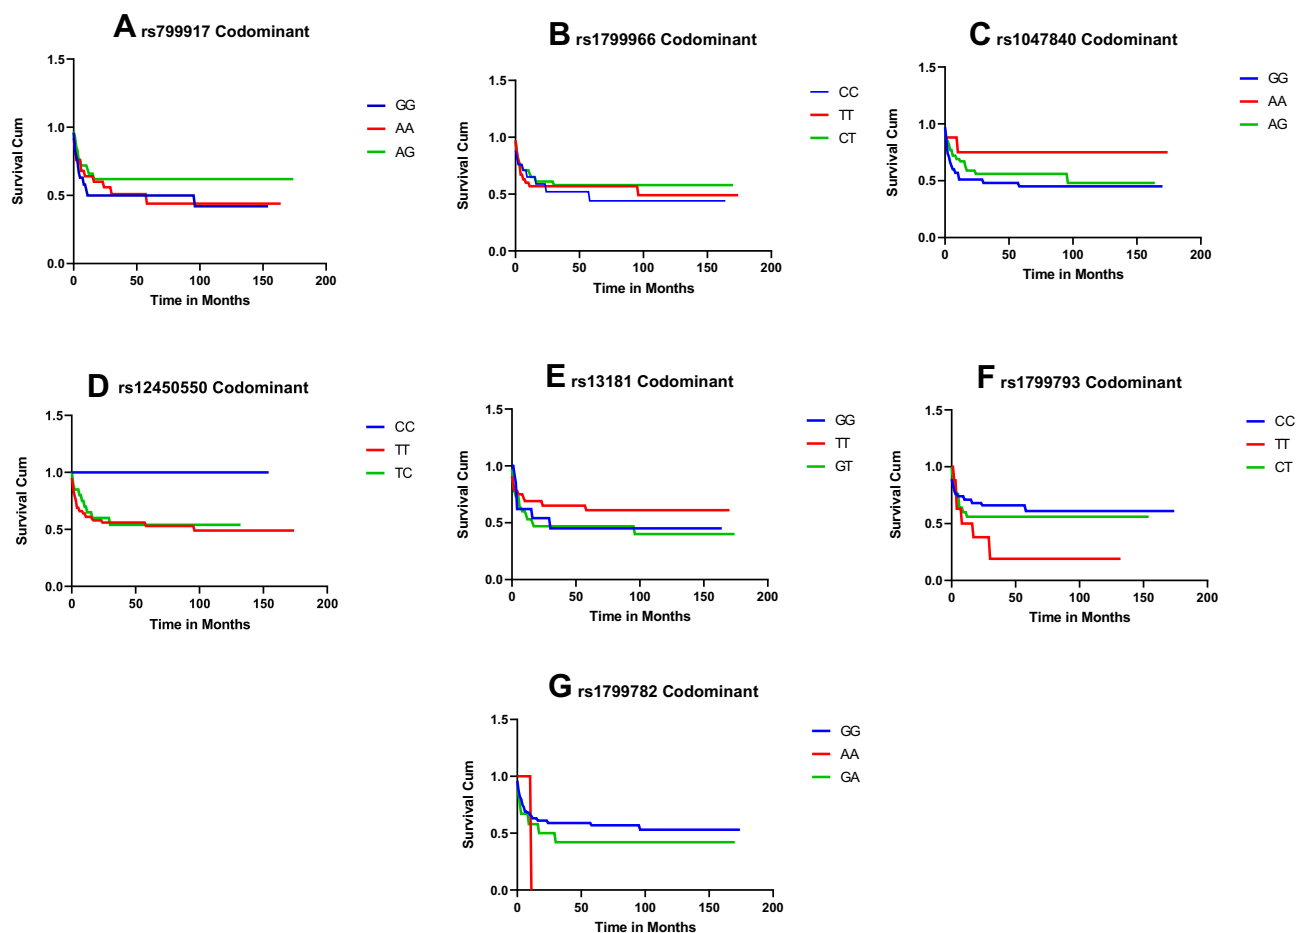 A rs799917 Codominant
1.5
1.0
0.5
0.0
Survival Cum
0 50 100 150 200
Time in Months
GG
AA
AG
B rs1799966 Codominant
1.5
1.0
0.5
0.0
Survival Cum
0 50 100 150 200
Time in Months
CC
TT
CT
C rs1047840 Codominant
1.5
1.0
0.5
0.0
Survival Cum
0 50 100 150 200
Time in Months
GG
AA
AG
D rs12450550 Codominant
1.5
1.0
0.5
0.0
Survival Cum
0 50 100 150 200
Time in Months
CC
TT
TC
E rs13181 Codominant
1.5
1.0
0.5
0.0
Survival Cum
0 50 100 150 200
Time in Months
GG
TT
GT
F rs1799793 Codominant
1.5
1.0
0.5
0.0
Survival Cum
0 50 100 150 200
Time in Months
CC
TT
CT
G rs1799782 Codominant
1.5
1.0
0.5
0.0
Survival Cum
0 50 100 150 200
Time in Months
GG
AA
GA